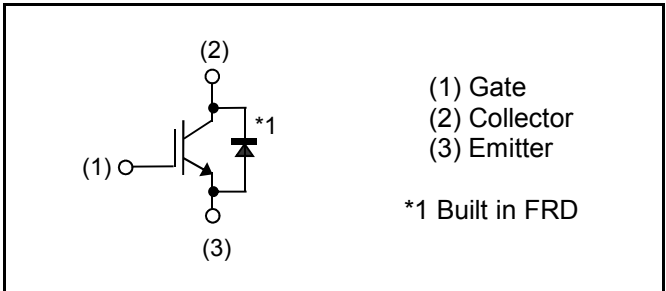 (2)
*1
(1)
(3)
(1) Gate
(2) Collector
(3) Emitter
*1 Built in FRD